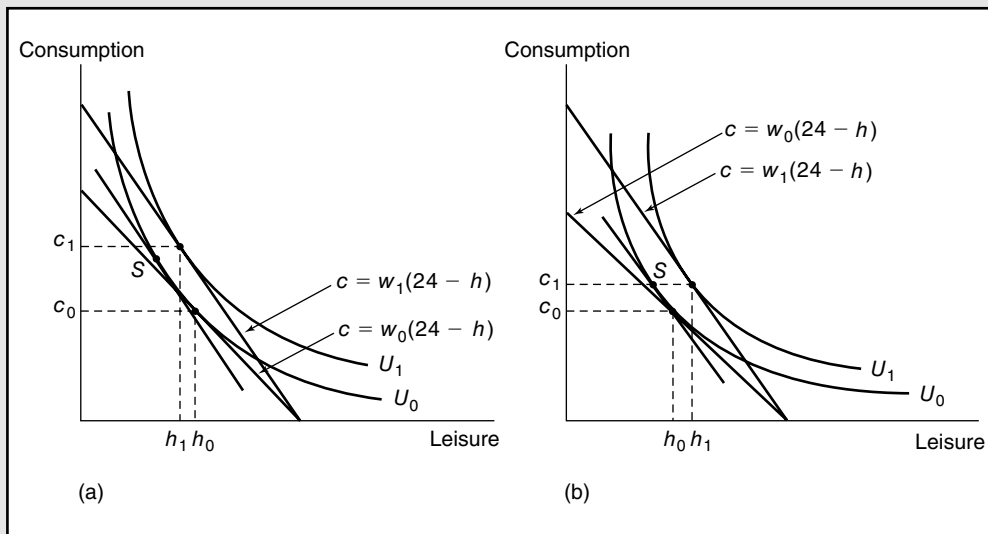 Consumption
c₁
S
c₀
c = w₁(24 – h)
c = w₀(24 – h)
U₁
U₀
h₁ h₀
Leisure
(a)
Consumption
c = w₀(24 – h)
c = w₁(24 – h)
c₁
S
c₀
U₁
U₀
h₀ h₁
Leisure
(b)